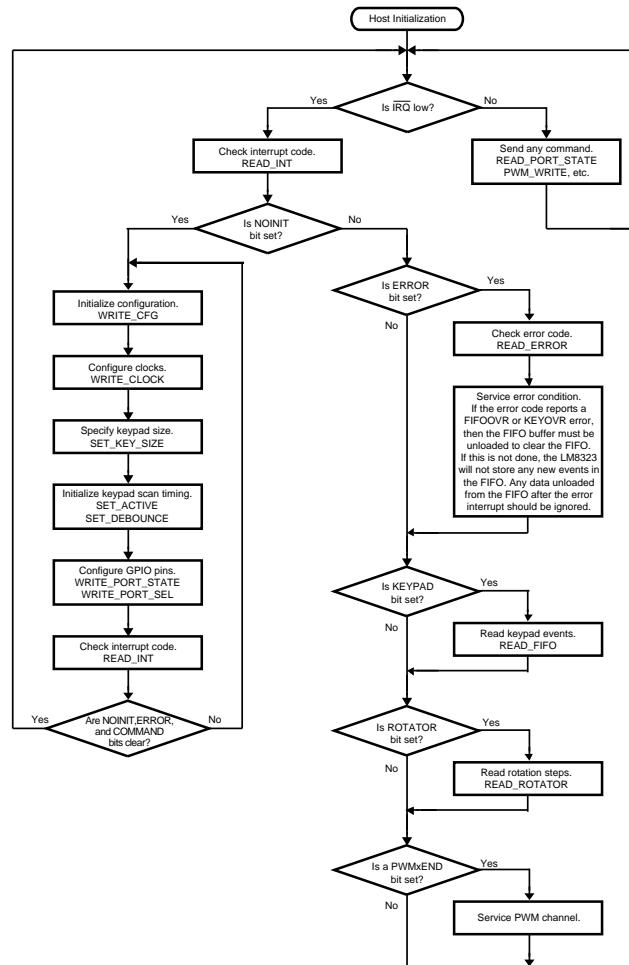 Host Initialization
Is IRQ low?
Yes
No
Check interrupt code.
READ_INT
Send any command.
READ_PORT_STATE
PWM_WRITE, etc.
Is NOINIT
bit set?
Yes
No
Initialize configuration.
WRITE_CFG
Configure clocks.
WRITE_CLOCK
Specify keypad size.
SET_KEY_SIZE
Initialize keypad scan timing.
SET_ACTIVE
SET_DEBOUNCE
Configure GPIO pins.
WRITE_PORT_STATE
WRITE_PORT_SEL
Check interrupt code.
READ_INT
Are NOINIT,ERROR,
and COMMAND
bits clear?
Yes
No
Is ERROR
bit set?
Yes
No
Check error code.
READ_ERROR
Service error condition.
If the error code reports a
FIFOOVR or KEYOVR error,
then the FIFO buffer must be
unloaded to clear the FIFO.
If this is not done, the LM8323
will not store any new events in
the FIFO. Any data unloaded
from the FIFO after the error
interrupt should be ignored.
Is KEYPAD
bit set?
Yes
No
Read keypad events.
READ_FIFO
Is ROTATOR
bit set?
Yes
No
Read rotation steps.
READ_ROTATOR
Is a PWMxEND
bit set?
Yes
No
Service PWM channel.